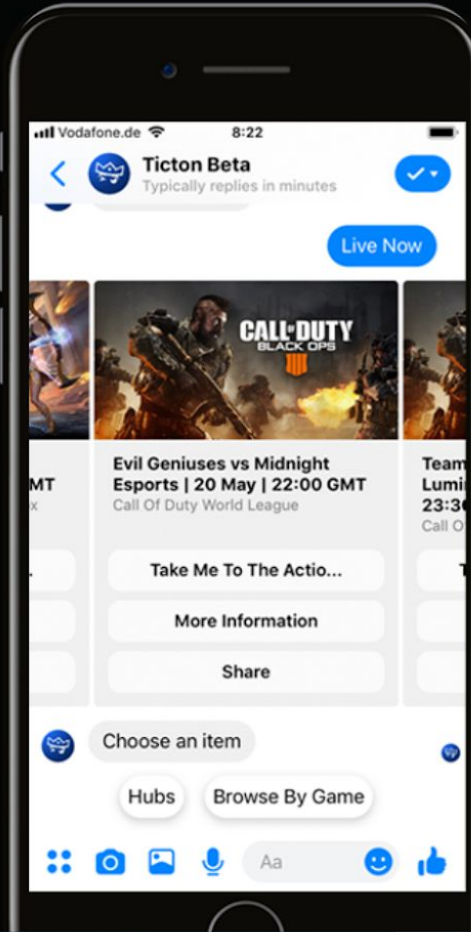 Vodafone.de 8:22
Ticton Beta
Typically replies in minutes
Live Now
CALL OF DUTY
BLACK OPS
IIII
MT
x
Evil Geniuses vs Midnight
Esports | 20 May | 22:00 GMT
Call Of Duty World League
Take Me To The Actio...
More Information
Share
Team
Lumi
23:3
Call O
T
Choose an item
Hubs
Browse By Game
Aa